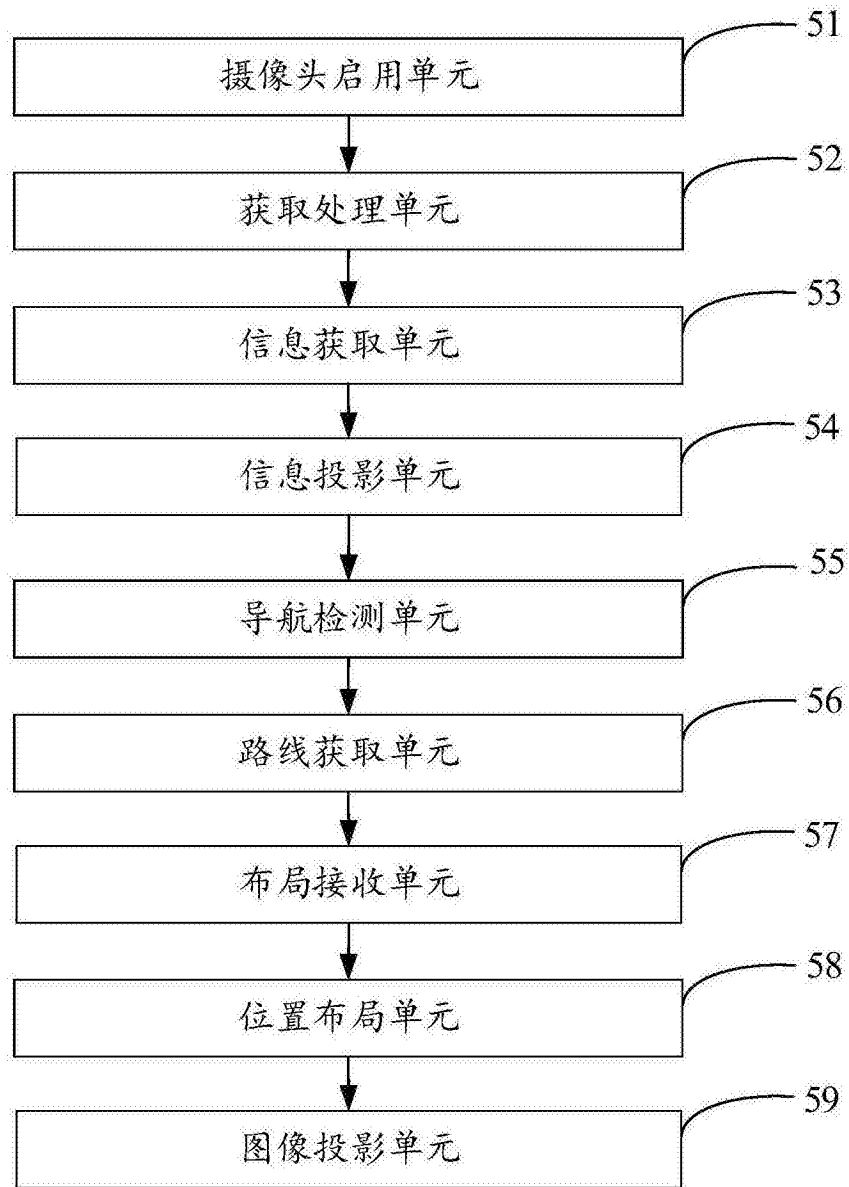 51
摄像头启用单元
52
获取处理单元
53
信息获取单元
54
信息投影单元
55
导航检测单元
56
路线获取单元
57
布局接收单元
58
位置布局单元
59
图像投影单元